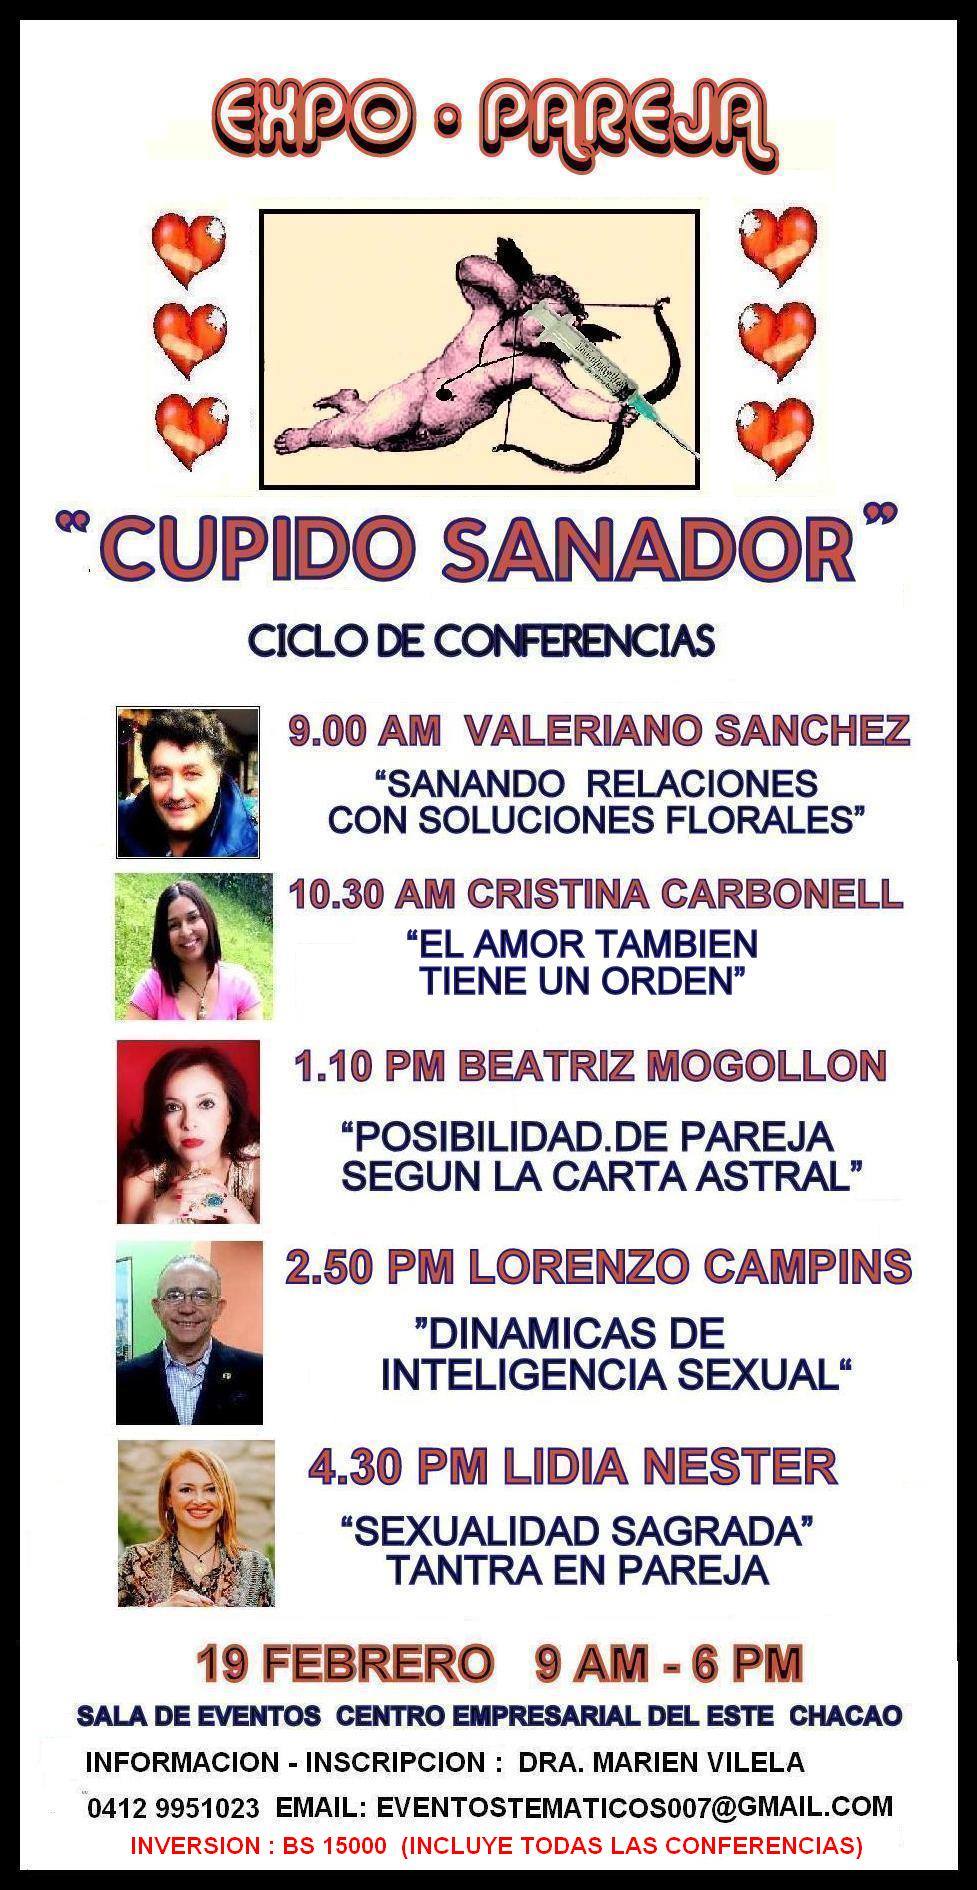 EXPO • PAREJA
“CUPIDO SANADOR”
CICLO DE CONFERENCIAS
9.00 AM VALERIANO SANCHEZ
“SANANDO RELACIONES
CON SOLUCIONES FLORALES”
10.30 AM CRISTINA CARBONELL
“EL AMOR TAMBIEN
TIENE UN ORDEN”
1.10 PM BEATRIZ MOGOLLON
“POSIBILIDAD.DE PAREJA
SEGUN LA CARTA ASTRAL”
2.50 PM LORENZO CAMPINS
”DINAMICAS DE
INTELIGENCIA SEXUAL“
4.30 PM LIDIA NESTER
“SEXUALIDAD SAGRADA”
TANTRA EN PAREJA
19 FEBRERO 9 AM - 6 PM
SALA DE EVENTOS CENTRO EMPRESARIAL DEL ESTE CHACAO
INFORMACION - INSCRIPCION : DRA. MARIEN VILELA
0412 9951023 EMAIL: EVENTOSTEMATICOS007@GMAIL.COM
INVERSION : BS 15000 (INCLUYE TODAS LAS CONFERENCIAS)